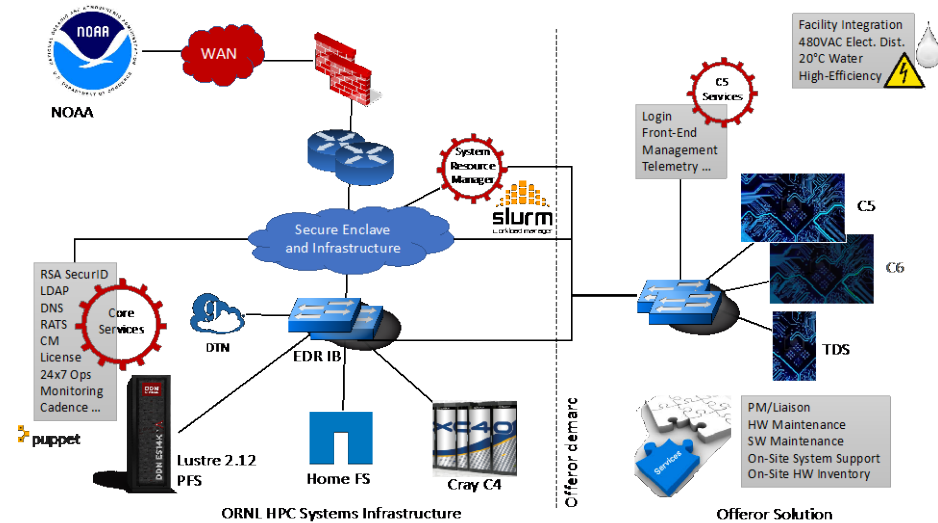 NOAA
NOAA
WAN
System
Resource
Manager
slurm
workload manager
Secure Enclave
and Infrastructure
RSA SecurID
LDAP
DNS
RATS
CM
License
24x7 Ops
Monitoring
Cadence ...
Core
Services
puppet
DTN
EDR IB
DDN
Lustre 2.12
PFS
Home FS
XC40
Cray C4
ORNL HPC Systems Infrastructure
Offeror demarc
Facility Integration
480VAC Elect. Dist.
20°C Water
High-Efficiency
C5
Services
Login
Front-End
Management
Telemetry ...
C5
C6
TDS
Services
PM/Liaison
HW Maintenance
SW Maintenance
On-Site System Support
On-Site HW Inventory
Offeror Solution